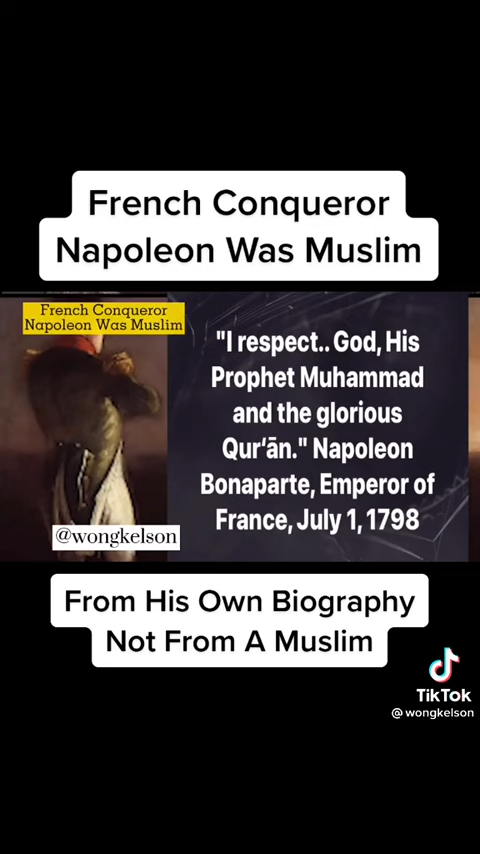 French Conqueror
Napoleon Was Muslim
French Conqueror
Napoleon Was Muslim
"I respect.. God, His
Prophet Muhammad
and the glorious
Qur‘ān." Napoleon
Bonaparte, Emperor of
France, July 1, 1798
@wongkelson
From His Own Biography
Not From A Muslim
TikTok
@wongkelson